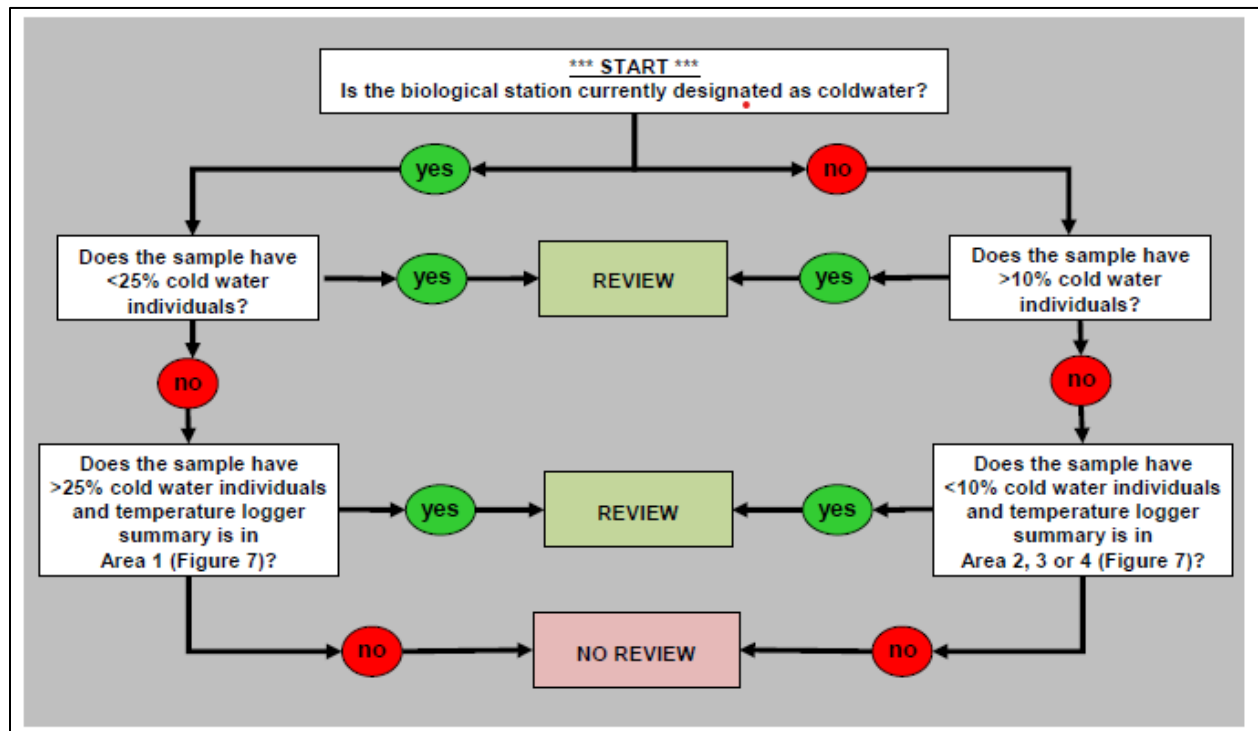 *** START ***
Is the biological station currently designated as coldwater?
yes
no
Does the sample have
<25% cold water
individuals?
yes
REVIEW
yes
Does the sample have
>10% cold water
individuals?
no
no
Does the sample have
>25% cold water individuals
and temperature logger
summary is in
Area 1 (Figure 7)?
yes
REVIEW
yes
Does the sample have
<10% cold water individuals
and temperature logger
summary is in
Area 2, 3 or 4 (Figure 7)?
no
NO REVIEW
no